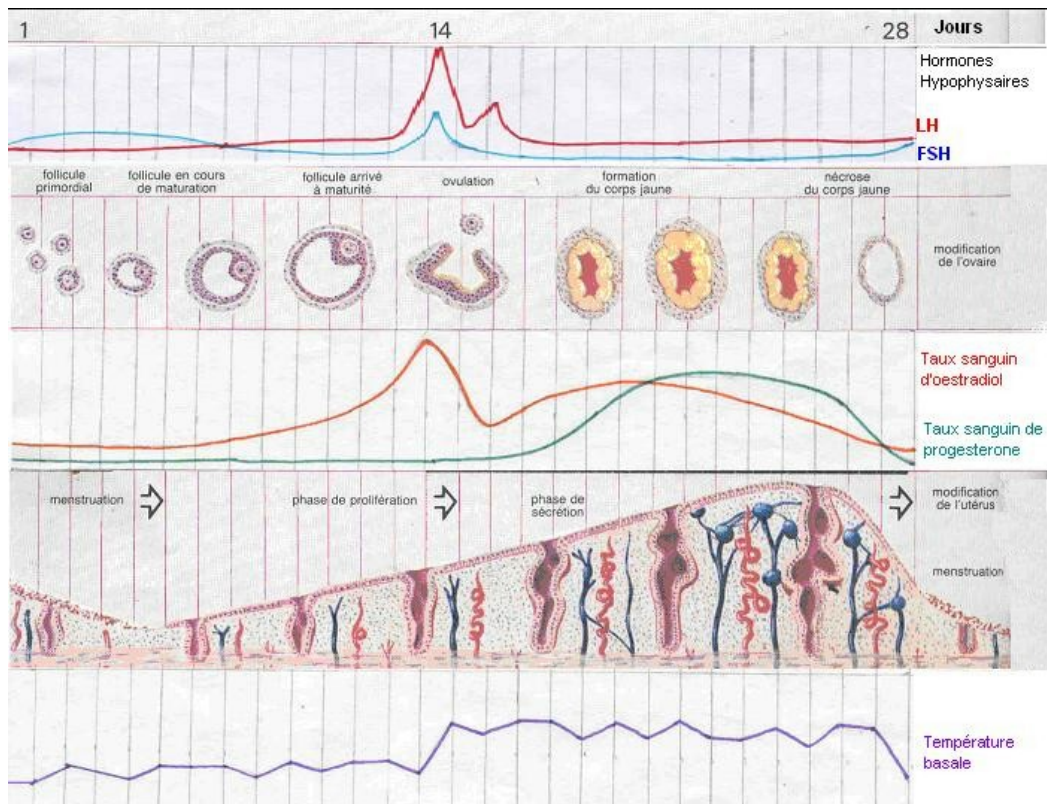 1
14
28
Jours
Hormones
Hypophysaires
LH
FSH
follicule
primordial
follicule en cours
de maturation
follicule arrivé
à maturité
ovulation
formation
du corps jaune
nécrose
du corps jaune
modification
de l'ovaire
Taux sanguin
d'oestradiol
Taux sanguin de
progesterone
menstruation
phase de prolifération
phase de
sécrétion
modification
de l'utérus
menstruation
Température
basale